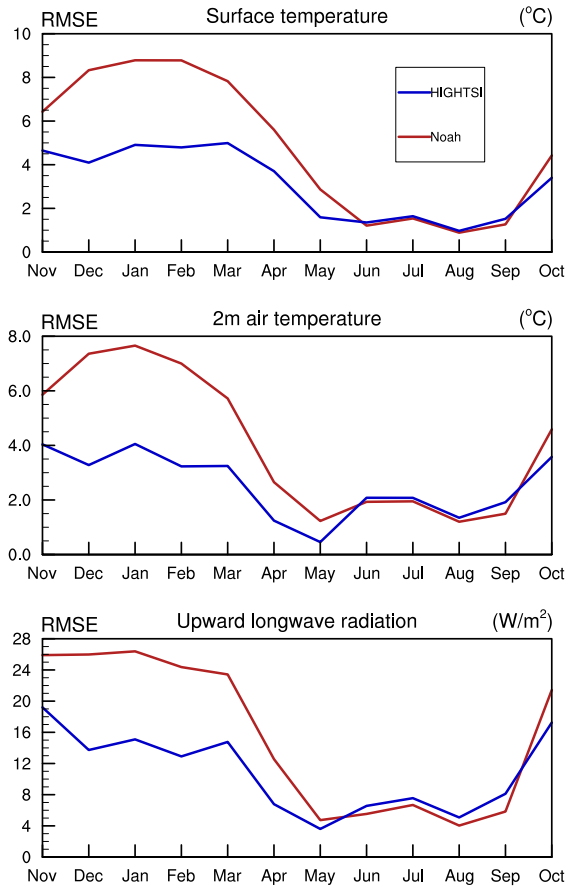 RMSE Surface temperature (°C)
10
8
6
4
2
0
HIGHTSI
Noah
Nov Dec Jan Feb Mar Apr May Jun Jul Aug Sep Oct
RMSE 2m air temperature (°C)
8.0
6.0
4.0
2.0
0.0
Nov Dec Jan Feb Mar Apr May Jun Jul Aug Sep Oct
RMSE Upward longwave radiation (W/m²)
28
24
20
16
12
8
4
0
Nov Dec Jan Feb Mar Apr May Jun Jul Aug Sep Oct